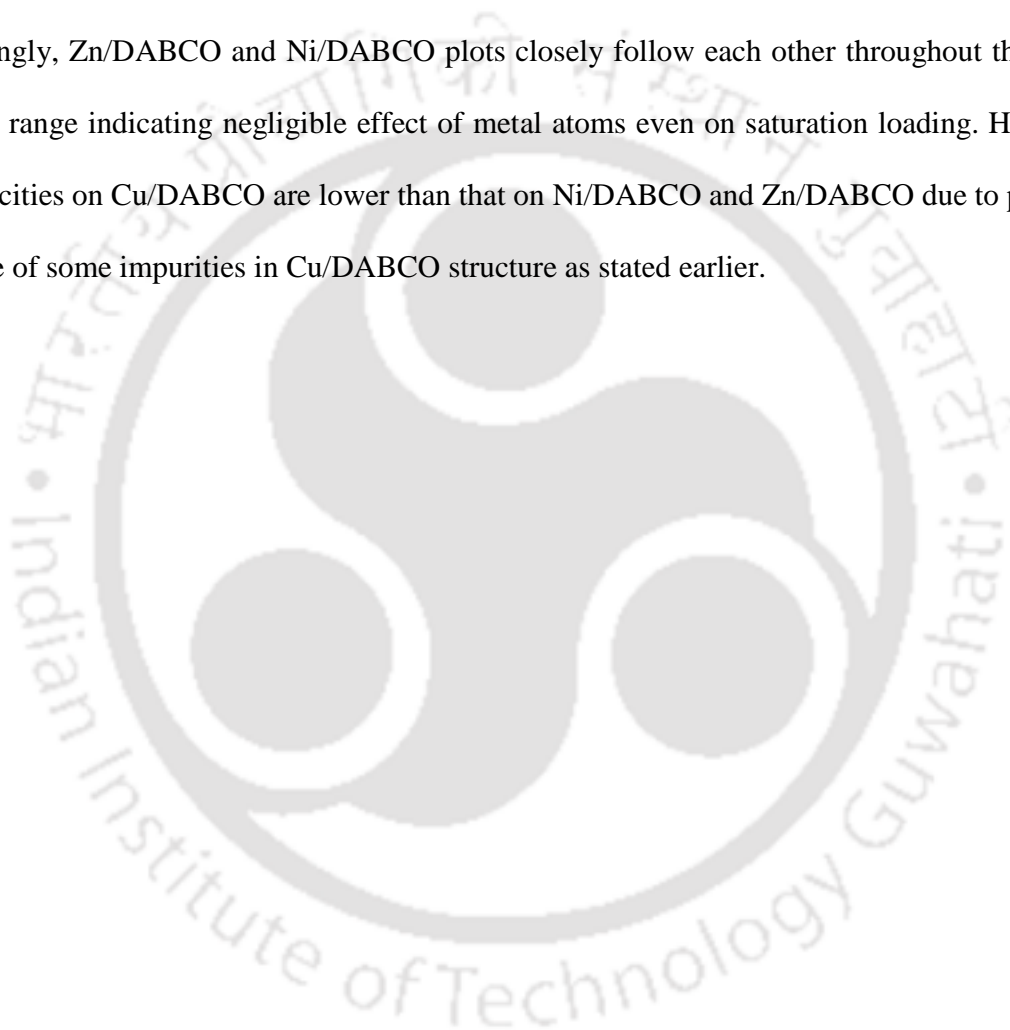 ngly, Zn/DABCO and Ni/DABCO plots closely follow each other throughout th
range indicating negligible effect of metal atoms even on saturation loading. H
cities on Cu/DABCO are lower than that on Ni/DABCO and Zn/DABCO due to p
e of some impurities in Cu/DABCO structure as stated earlier.
Indian Institute of Technology Guwahati